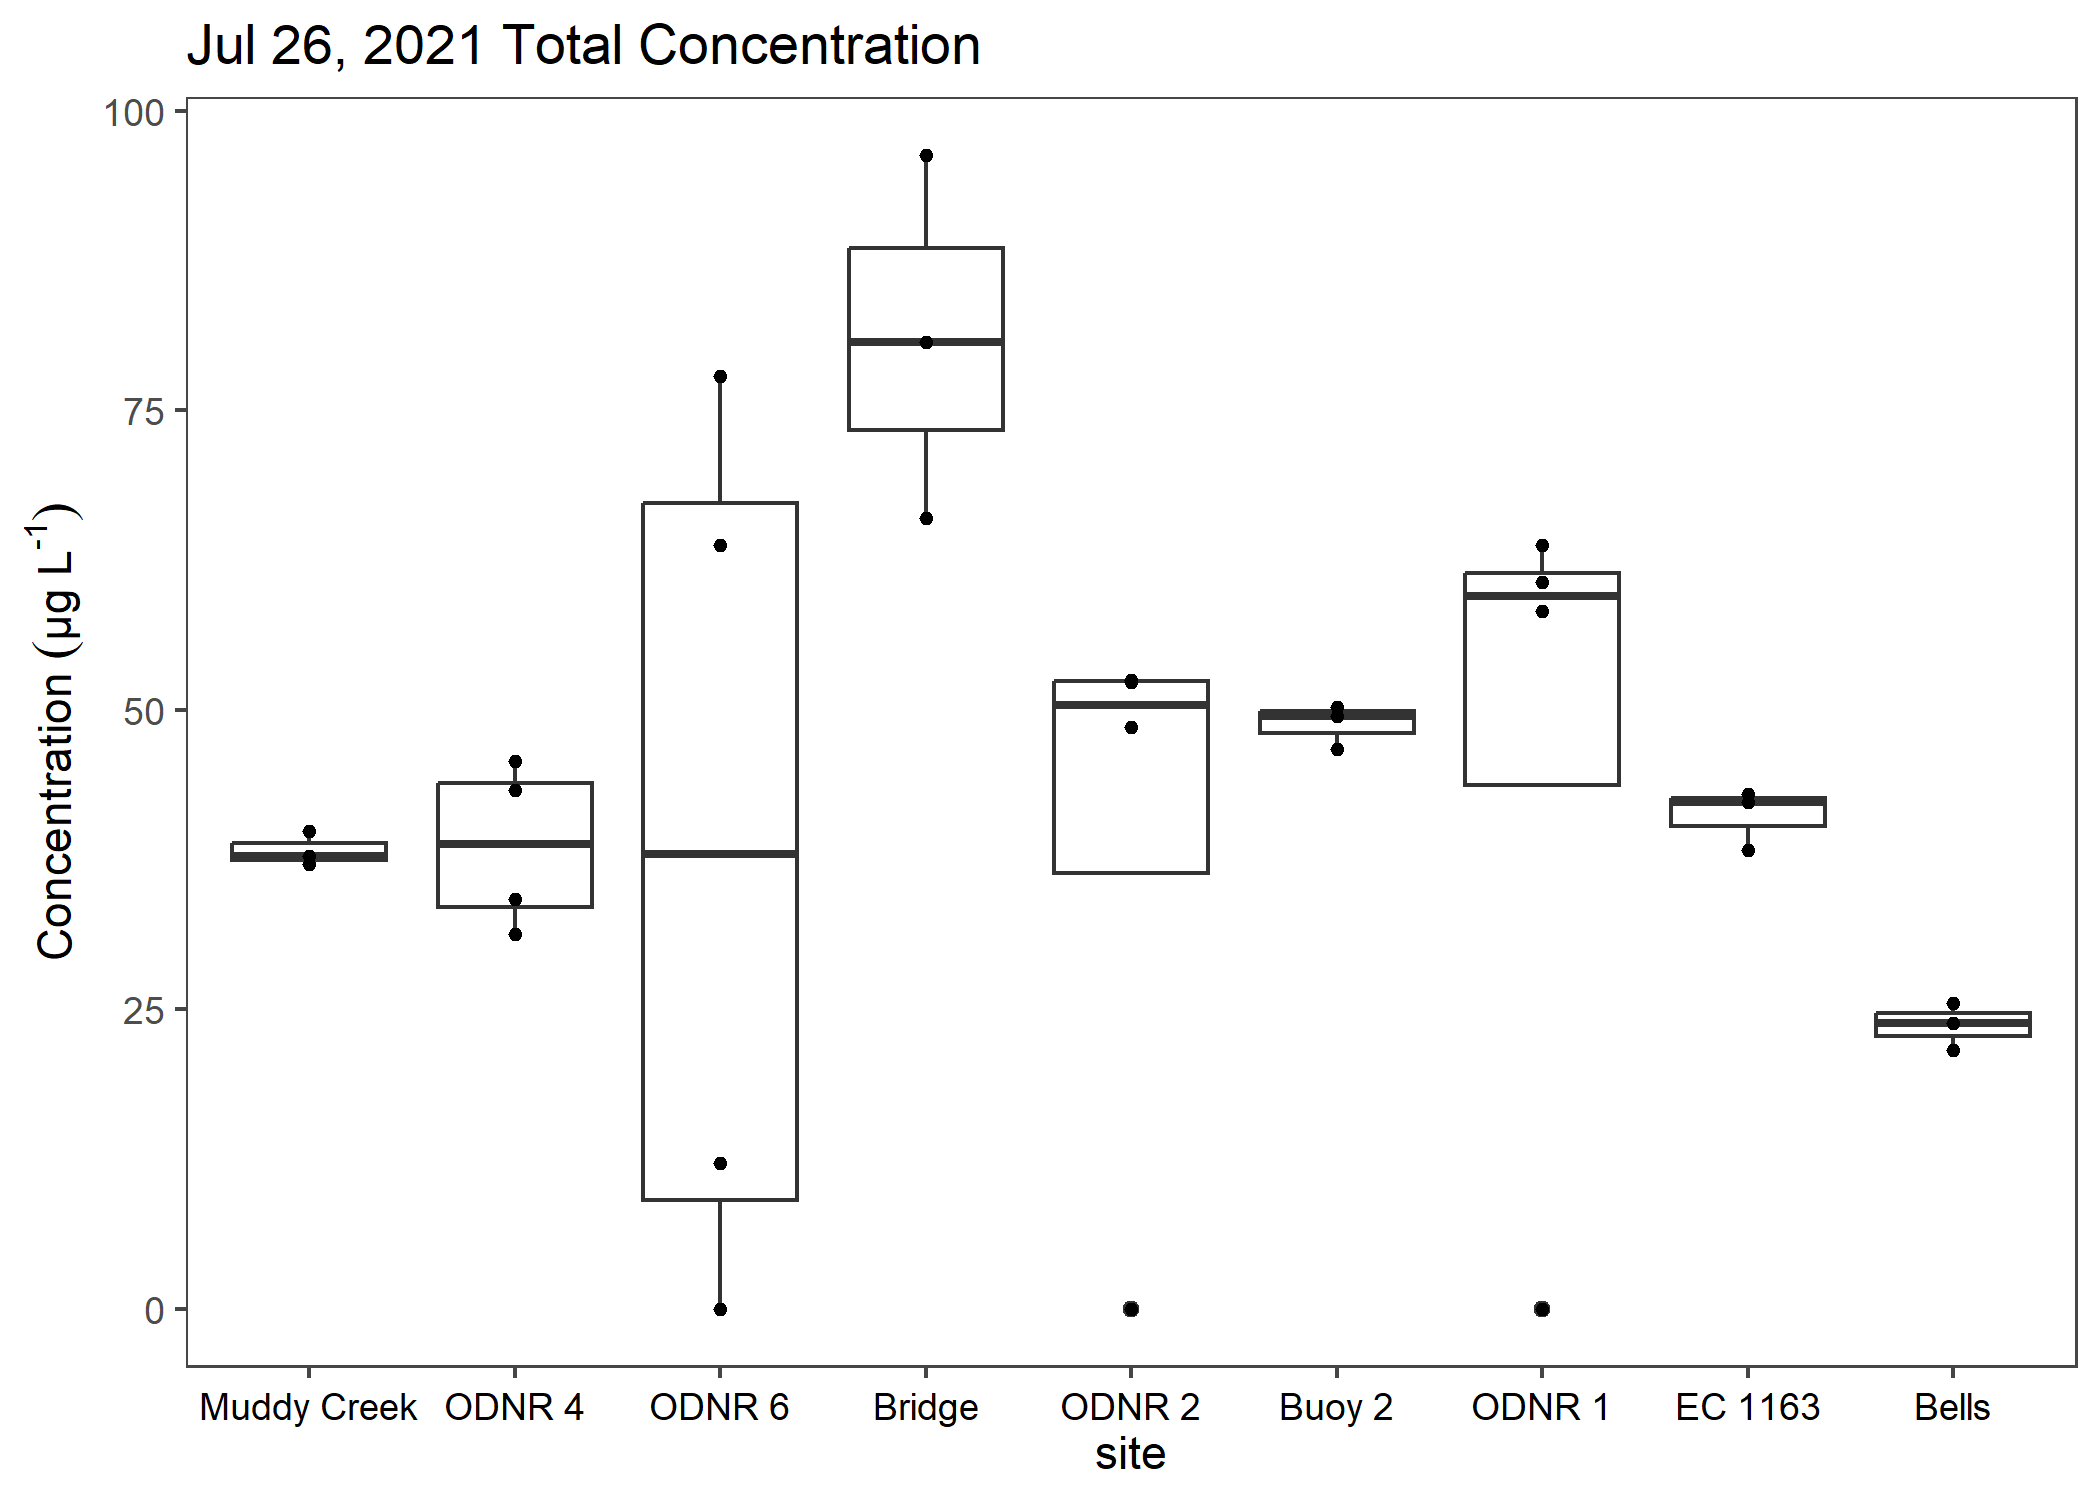 Jul 26, 2021 Total Concentration
Concentration (µg L⁻¹)
100
75
50
25
0
Muddy Creek ODNR 4 ODNR 6 Bridge ODNR 2 Buoy 2 ODNR 1 EC 1163 Bells
site